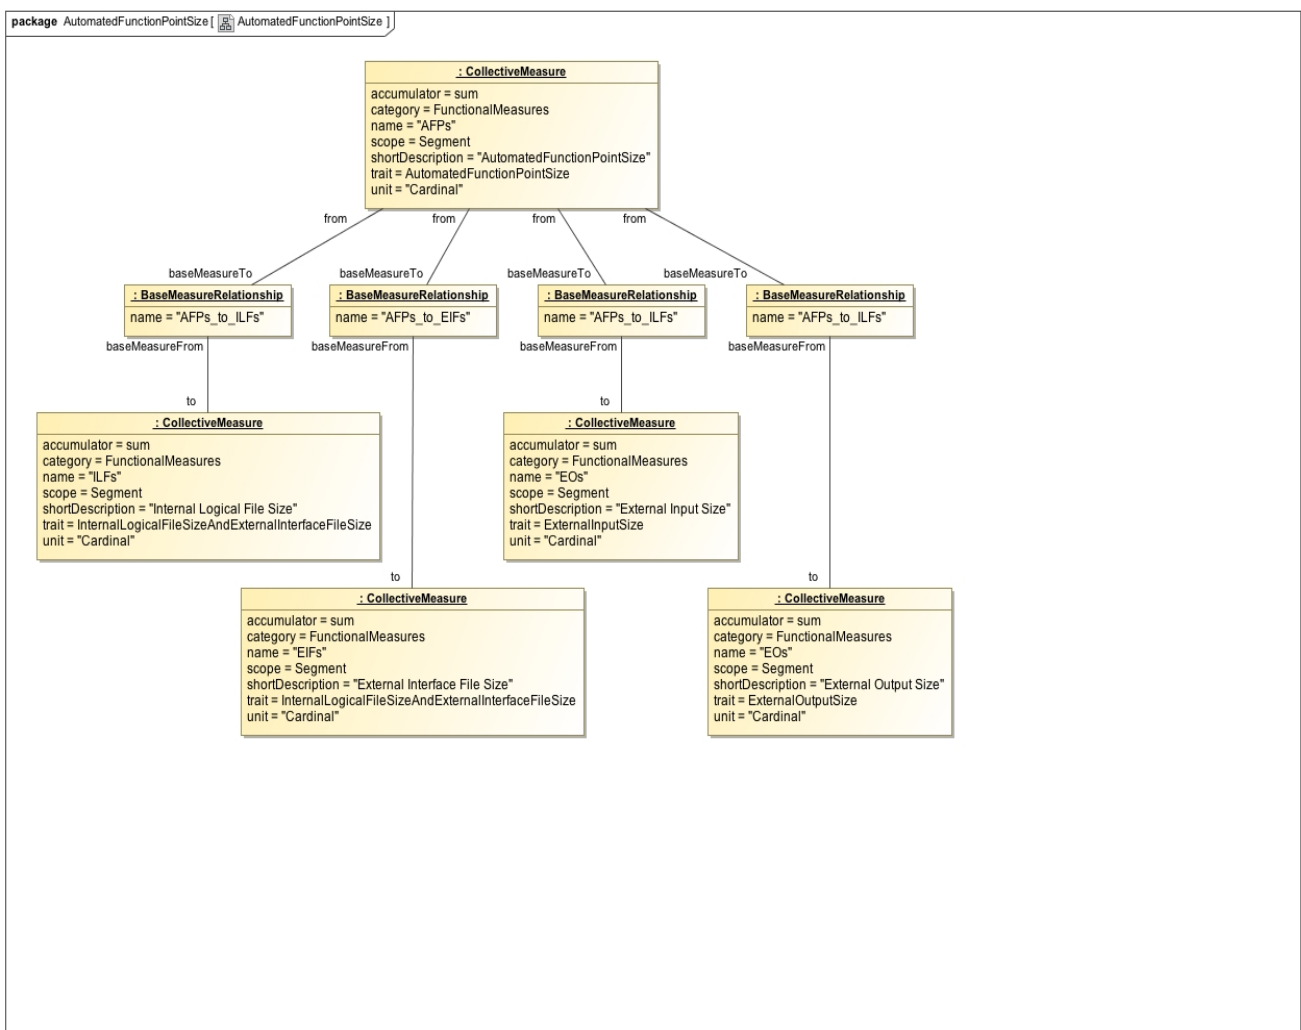 package AutomatedFunctionPointSize [ AutomatedFunctionPointSize ]
: CollectiveMeasure
accumulator = sum
category = FunctionalMeasures
name = "AFPs"
scope = Segment
shortDescription = "AutomatedFunctionPointSize"
trait = AutomatedFunctionPointSize
unit = "Cardinal"
from
from
from
from
baseMeasureTo
baseMeasureTo
baseMeasureTo
baseMeasureTo
: BaseMeasureRelationship
name = "AFPs_to_ILFs"
: BaseMeasureRelationship
name = "AFPs_to_EIFs"
: BaseMeasureRelationship
name = "AFPs_to_ILFs"
: BaseMeasureRelationship
name = "AFPs_to_ILFs"
baseMeasureFrom
baseMeasureFrom
baseMeasureFrom
baseMeasureFrom
to
to
: CollectiveMeasure
accumulator = sum
category = FunctionalMeasures
name = "ILFs"
scope = Segment
shortDescription = "Internal Logical File Size"
trait = InternalLogicalFileSizeAndExternalInterfaceFileSize
unit = "Cardinal"
: CollectiveMeasure
accumulator = sum
category = FunctionalMeasures
name = "EOs"
scope = Segment
shortDescription = "External Input Size"
trait = ExternalInputSize
unit = "Cardinal"
to
to
: CollectiveMeasure
accumulator = sum
category = FunctionalMeasures
name = "EIFs"
scope = Segment
shortDescription = "External Interface File Size"
trait = InternalLogicalFileSizeAndExternalInterfaceFileSize
unit = "Cardinal"
: CollectiveMeasure
accumulator = sum
category = FunctionalMeasures
name = "EOs"
scope = Segment
shortDescription = "External Output Size"
trait = ExternalOutputSize
unit = "Cardinal"